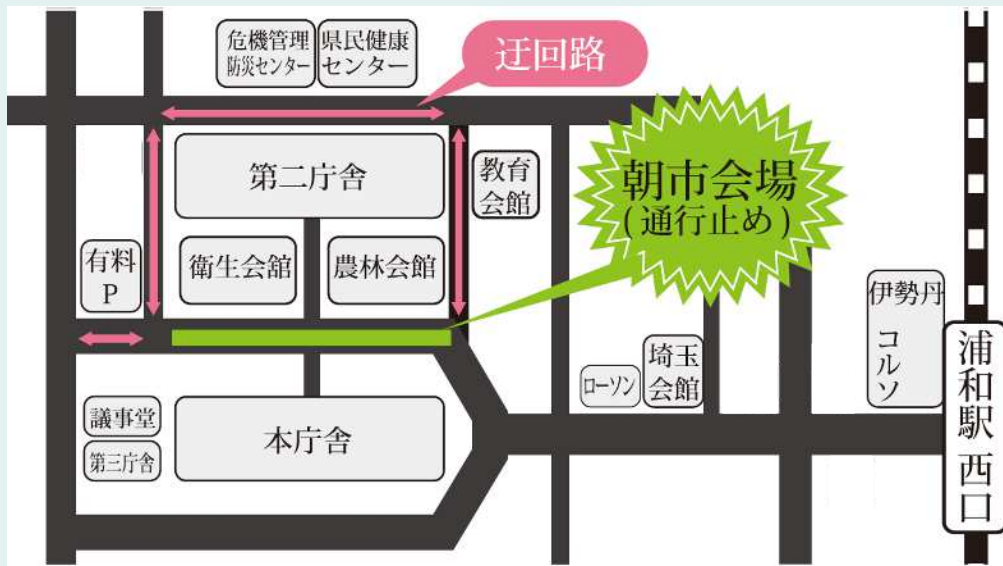 危機管理
防災センター
県民健康
センター
迂回路
第二庁舎
教育
会館
朝市会場
(通行止め)
有料
P
衛生会舘
農林会館
伊勢丹
コルソ
浦和駅 西口
ローソン
埼玉
会館
議事堂
第三庁舎
本庁舎